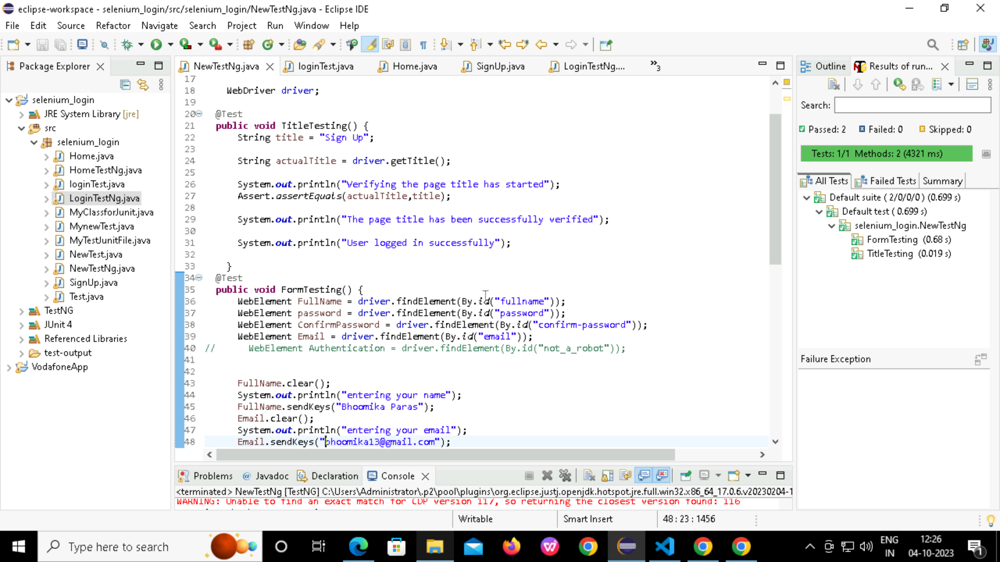 eclipse-workspace - selenium_login/src/selenium_login/NewTestNg.java - Eclipse IDE
File Edit Source Refactor Navigate Search Project Run Window Help
Package Explorer
selenium_login
JRE System Library [jre]
src
selenium_login
Home.java
HomeTestNg.java
loginTest.java
LoginTestNg.java
MyClassforJunit.java
MynewTest.java
MyTestJunitFile.java
NewTest.java
NewTestNg.java
SignUp.java
Test.java
TestNG
JUnit 4
Referenced Libraries
test-output
VodafoneApp
NewTestNg.java loginTest.java Home.java SignUp.java LoginTestNg.... »3
17
18 WebDriver driver;
19
20 @Test
21 public void TitleTesting() {
22 String title = "Sign Up";
23
24 String actualTitle = driver.getTitle();
25
26 System.out.println("Verifying the page title has started");
27 Assert.assertEquals(actualTitle,title);
28
29 System.out.println("The page title has been successfully verified");
30
31 System.out.println("User logged in successfully");
32
33 }
34 @Test
35 public void FormTesting() {
36 WebElement FullName = driver.findElement(By.id("fullname"));
37 WebElement password = driver.findElement(By.id("password"));
38 WebElement ConfirmPassword = driver.findElement(By.id("confirm-password"));
39 WebElement Email = driver.findElement(By.id("email"));
40 // WebElement Authentication = driver.findElement(By.id("not_a_robot"));
41
42
43 FullName.clear();
44 System.out.println("entering your name");
45 FullName.sendKeys("Bhoomika Paras");
46 Email.clear();
47 System.out.println("entering your email");
48 Email.sendKeys("bhoomika13@gmail.com");
Problems Javadoc Declaration Console
<terminated> NewTestNg [TestNG] C:\Users\Administrator\.p2\pool\plugins\org.eclipse.justj.openjdk.hotspot.jre.full.win32.x86_64_17.0.6.v20230204-1
WARNING: Unable to find an exact match for CDP version 117, so returning the closest version found: 116
Outline Results of run...
Search:
Passed: 2 Failed: 0 Skipped: 0
Tests: 1/1 Methods: 2 (4321 ms)
All Tests Failed Tests Summary
Default suite ( 2/0/0/0 ) (0.699 s)
Default test ( 0.699 s)
selenium_login.NewTestNg
FormTesting (0.68 s)
TitleTesting (0.019 s)
Failure Exception
Writable Smart Insert 48 : 23 : 1456
Type here to search
ENG
IN
12:26
04-10-2023
1